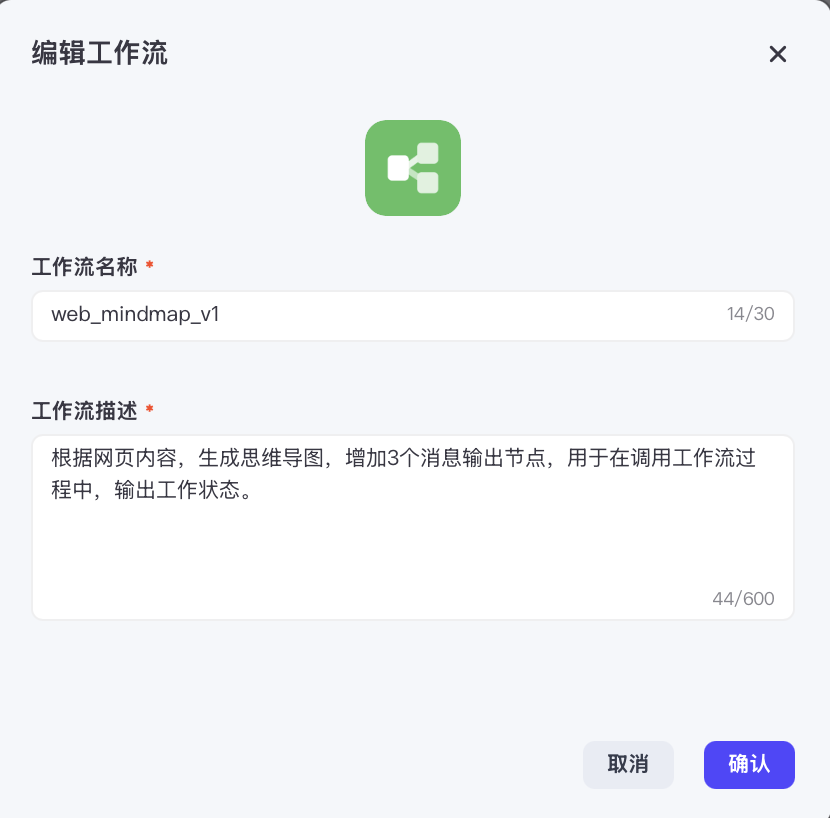 编辑工作流
工作流名称 *
web_mindmap_v1
14/30
工作流描述 *
根据网页内容，生成思维导图，增加3个消息输出节点，用于在调用工作流过
程中，输出工作状态。
44/600
取消
确认